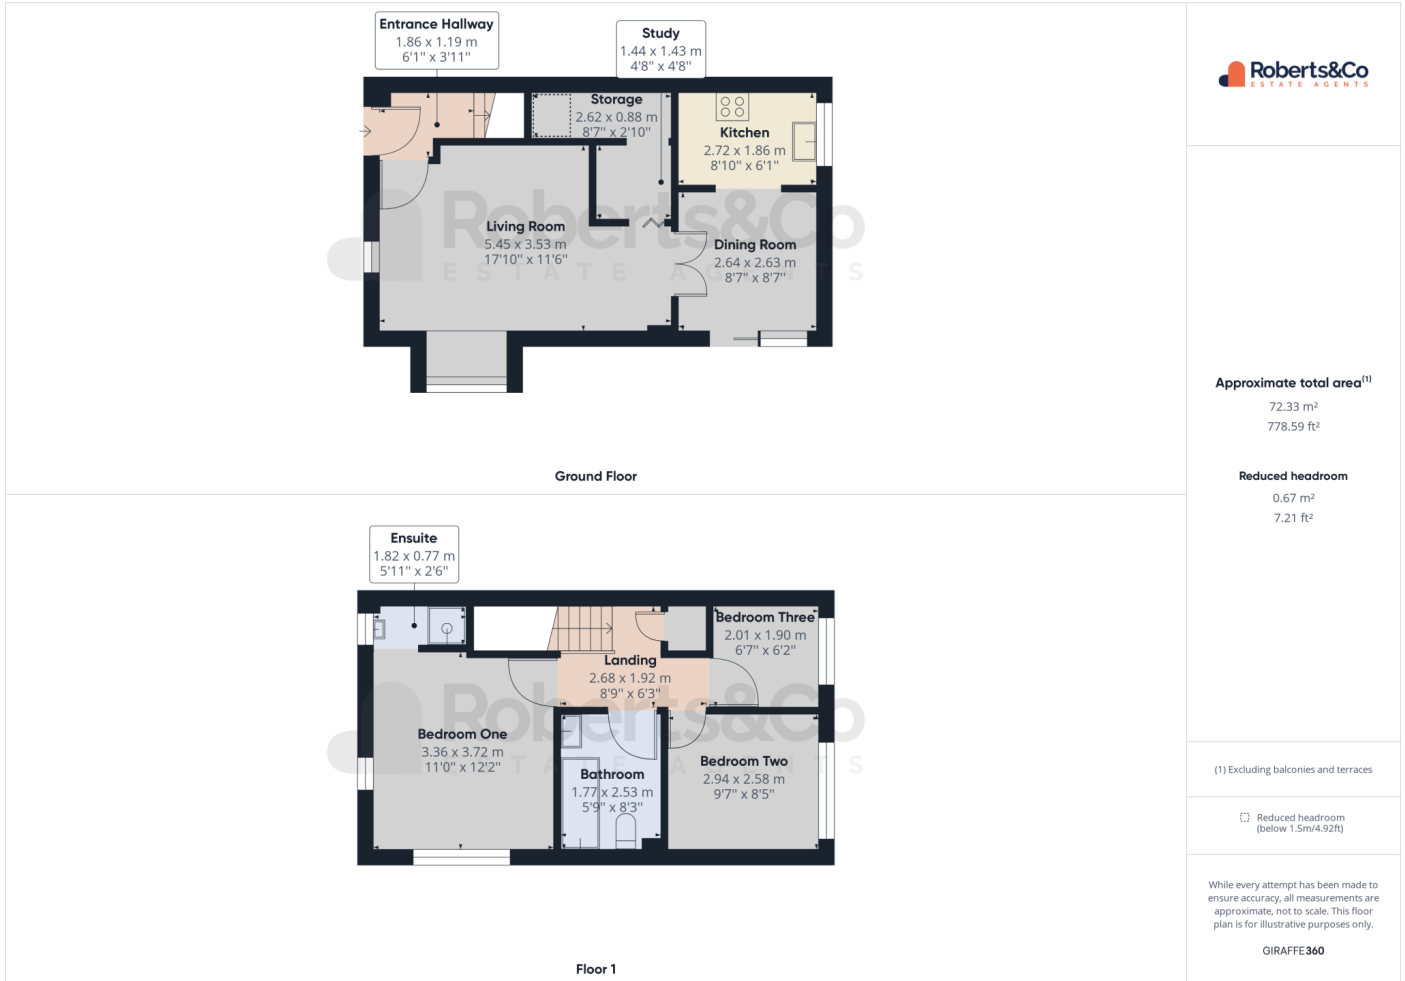 Entrance Hallway
1.86 x 1.19 m
6'1" x 3'11"
Study
1.44 x 1.43 m
4'8" x 4'8"
Storage
2.62 x 0.88 m
8'7" x 2'10"
Kitchen
2.72 x 1.86 m
8'10" x 6'1"
Living Room
5.45 x 3.53 m
17'10" x 11'6"
Dining Room
2.64 x 2.63 m
8'7" x 8'7"
Roberts&Co
ESTATE AGENTS
Ground Floor
Ensuite
1.82 x 0.77 m
5'11" x 2'6"
Bedroom Three
2.01 x 1.90 m
6'7" x 6'2"
Landing
2.68 x 1.92 m
8'9" x 6'3"
Bedroom One
3.36 x 3.72 m
11'0" x 12'2"
Bathroom
1.77 x 2.53 m
5'9" x 8'3"
Bedroom Two
2.94 x 2.58 m
9'7" x 8'5"
Roberts&Co
ESTATE AGENTS
Floor 1
Roberts&Co
ESTATE AGENTS
Approximate total area(1)
72.33 m²
778.59 ft²
Reduced headroom
0.67 m²
7.21 ft²
(1) Excluding balconies and terraces
Reduced headroom
(below 1.5m/4.92ft)
While every attempt has been made to
ensure accuracy, all measurements are
approximate, not to scale. This floor
plan is for illustrative purposes only.
GIRAFFE360